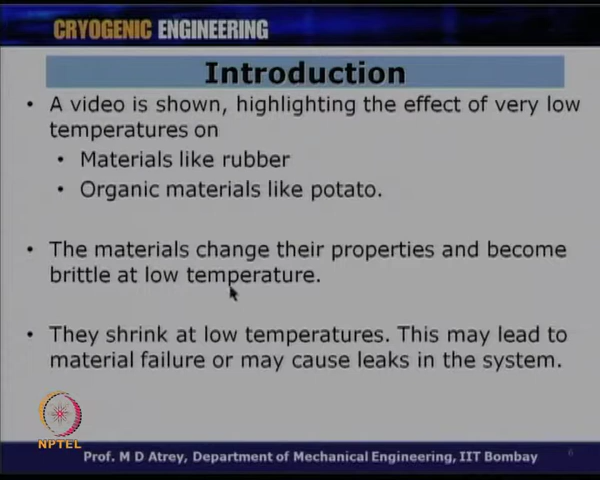 CRYOGENIC ENGINEERING
Introduction
• A video is shown, highlighting the effect of very low
temperatures on
• Materials like rubber
• Organic materials like potato.
• The materials change their properties and become
brittle at low temperature.
• They shrink at low temperatures. This may lead to
material failure or may cause leaks in the system.
NPTEL
Prof. M D Atrey, Department of Mechanical Engineering, IIT Bombay
6